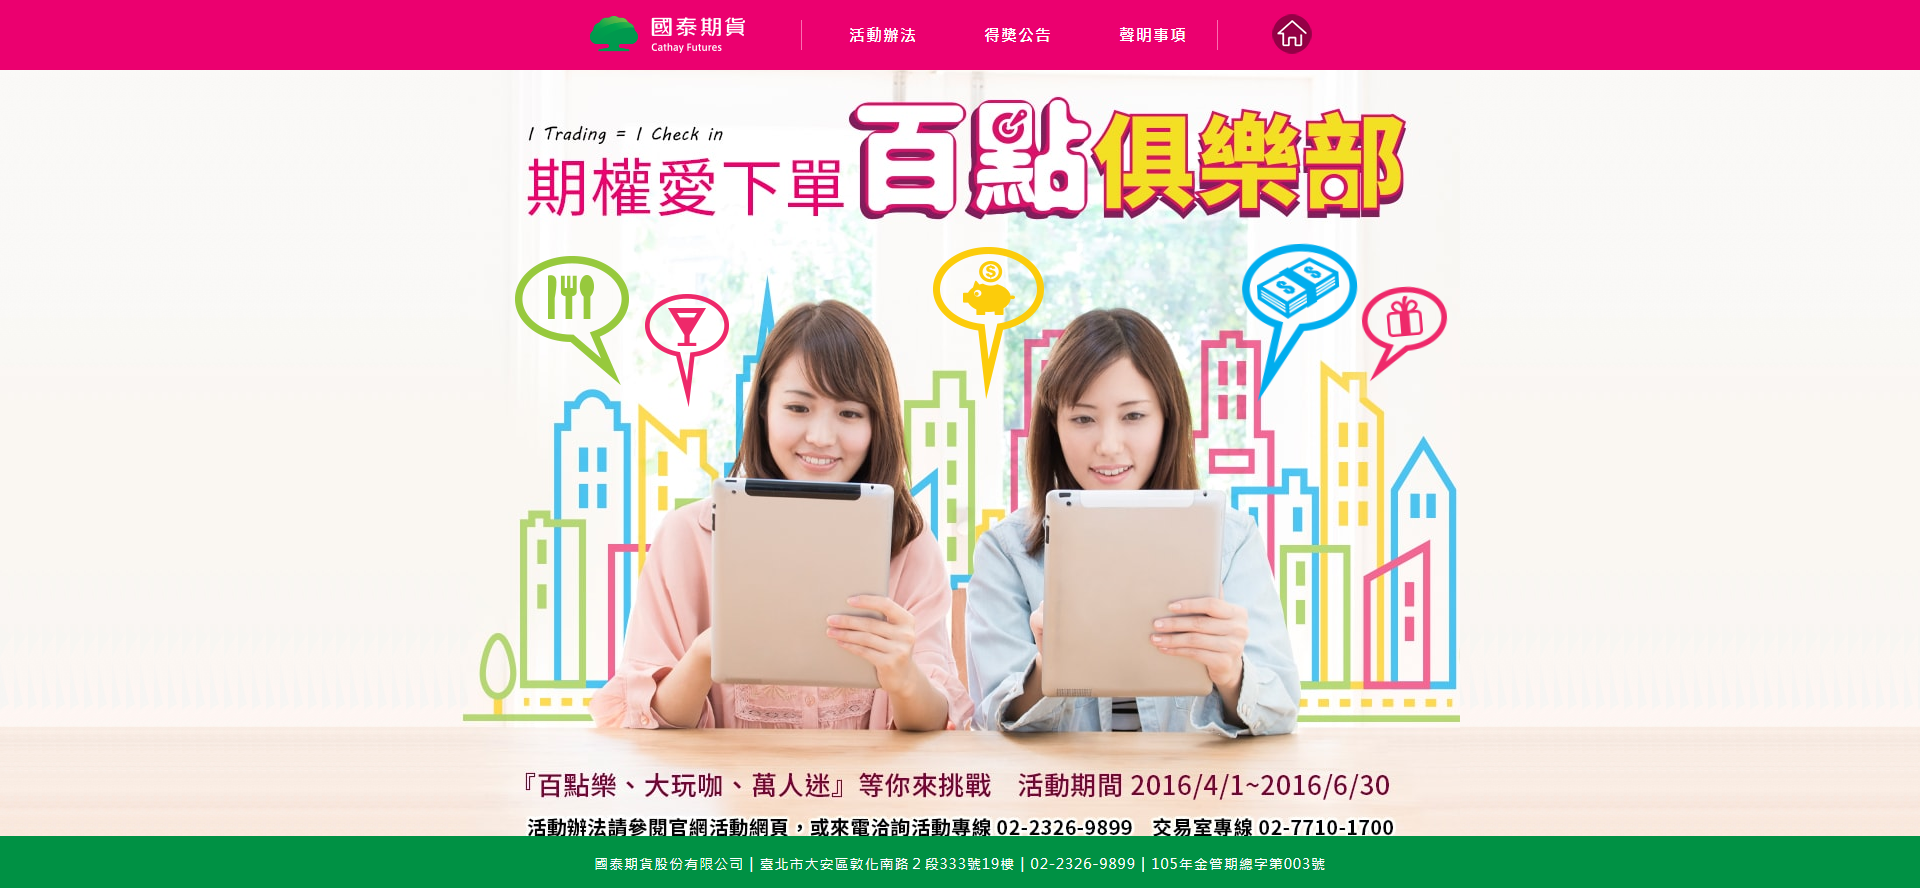 國泰期貨
Cathay Futures
活動辦法
得獎公告
聲明事項
1 Trading = 1 Check in
期權愛下單百點俱樂部
『百點樂、大玩咖、萬人迷』等你來挑戰 活動期間 2016/4/1~2016/6/30
活動辦法請參閱官網活動網頁，或來電洽詢活動專線 02-2326-9899 交易室專線 02-7710-1700
國泰期貨股份有限公司 | 臺北市大安區敦化南路２段333號19樓 | 02-2326-9899 | 105年金管期總字第003號